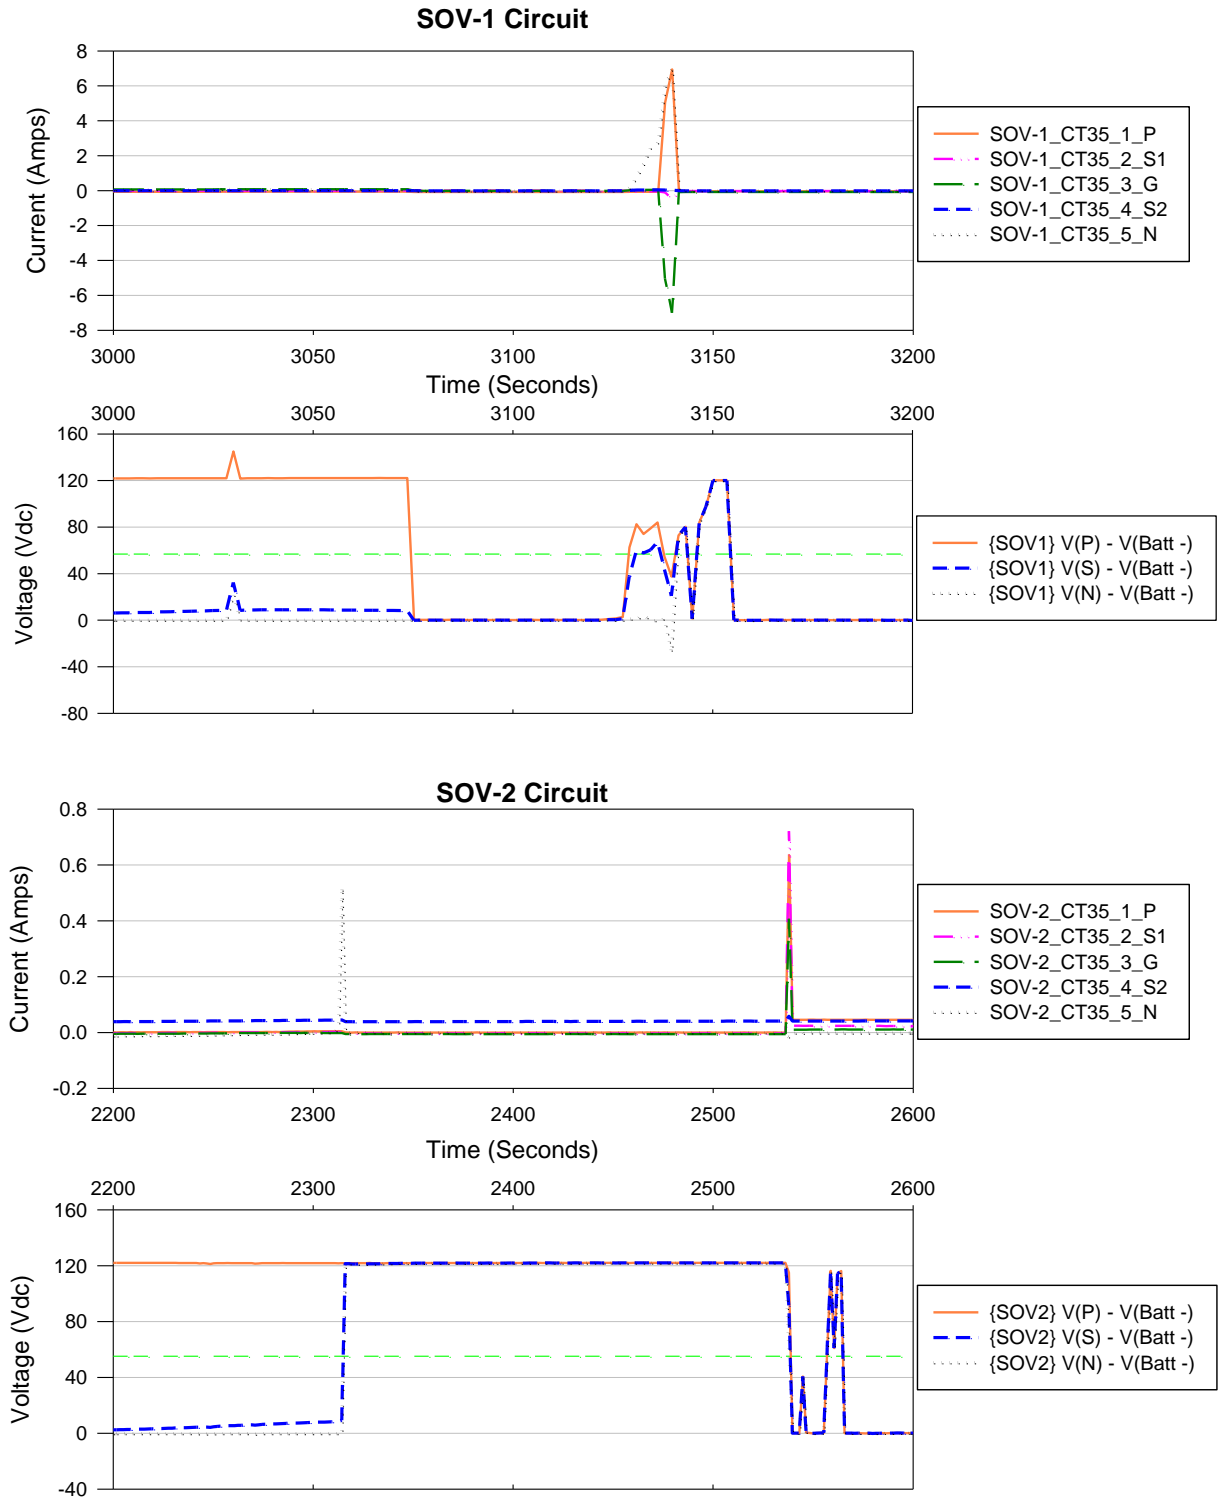 SOV-1 Circuit
8
6
4
2
0
-2
-4
-6
-8
Current (Amps)
3000 3050 3100 3150 3200
Time (Seconds)
SOV-1_CT35_1_P
SOV-1_CT35_2_S1
SOV-1_CT35_3_G
SOV-1_CT35_4_S2
SOV-1_CT35_5_N
3000 3050 3100 3150 3200
160
120
80
40
0
-40
-80
Voltage (Vdc)
{SOV1} V(P) - V(Batt -)
{SOV1} V(S) - V(Batt -)
{SOV1} V(N) - V(Batt -)
SOV-2 Circuit
0.8
0.6
0.4
0.2
0.0
-0.2
Current (Amps)
2200 2300 2400 2500 2600
Time (Seconds)
SOV-2_CT35_1_P
SOV-2_CT35_2_S1
SOV-2_CT35_3_G
SOV-2_CT35_4_S2
SOV-2_CT35_5_N
2200 2300 2400 2500 2600
160
120
80
40
0
-40
Voltage (Vdc)
{SOV2} V(P) - V(Batt -)
{SOV2} V(S) - V(Batt -)
{SOV2} V(N) - V(Batt -)